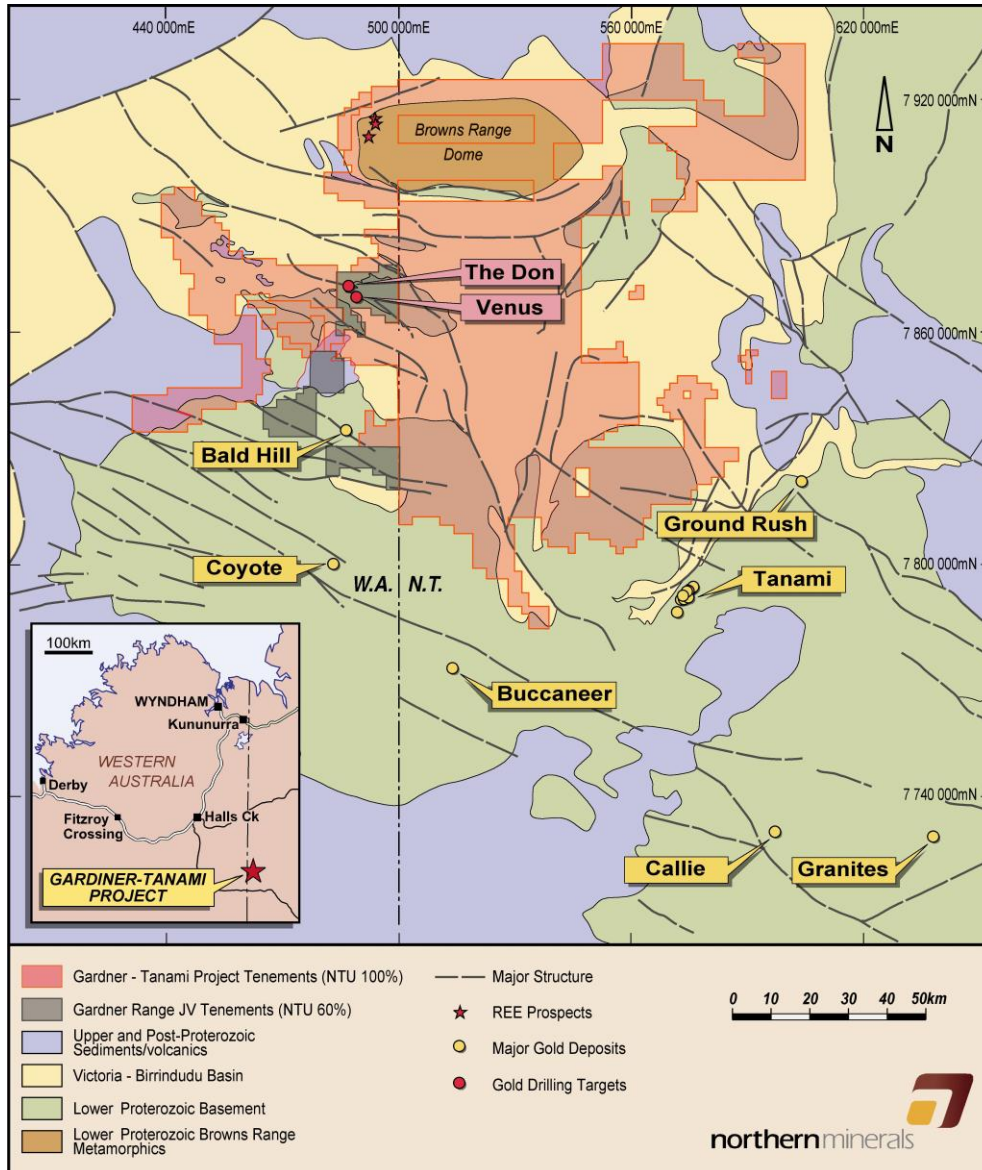 440 000mE
500 000mE
560 000mE
620 000mE
7 920 000mN
N
Browns Range
Dome
The Don
Venus
7 860 000mN
Bald Hill
Ground Rush
Coyote
W.A. N.T.
7 800 000mN
Tanami
Buccaneer
7 740 000mN
Callie
Granites
100km
WYNDHAM
Kununurra
WESTERN
AUSTRALIA
Derby
Fitzroy
Crossing
Halls Ck
GARDINER-TANAMI
PROJECT
Gardner - Tanami Project Tenements (NTU 100%)
Gardner Range JV Tenements (NTU 60%)
Upper and Post-Proterozoic
Sediments/volcanics
Victoria - Birrindudu Basin
Lower Proterozoic Basement
Lower Proterozoic Browns Range
Metamorphics
Major Structure
REE Prospects
Major Gold Deposits
Gold Drilling Targets
0 10 20 30 40 50km
northernminerals